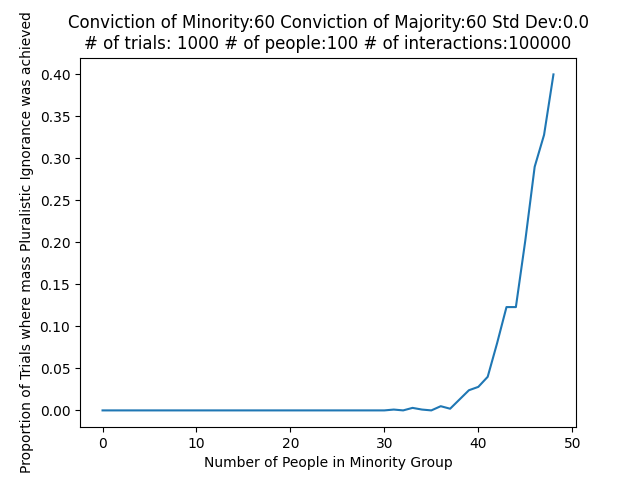 Conviction of Minority:60 Conviction of Majority:60 Std Dev:0.0
# of trials: 1000 # of people:100 # of interactions:100000
Proportion of Trials where mass Pluralistic Ignorance was achieved
0.40
0.35
0.30
0.25
0.20
0.15
0.10
0.05
0.00
0 10 20 30 40 50
Number of People in Minority Group